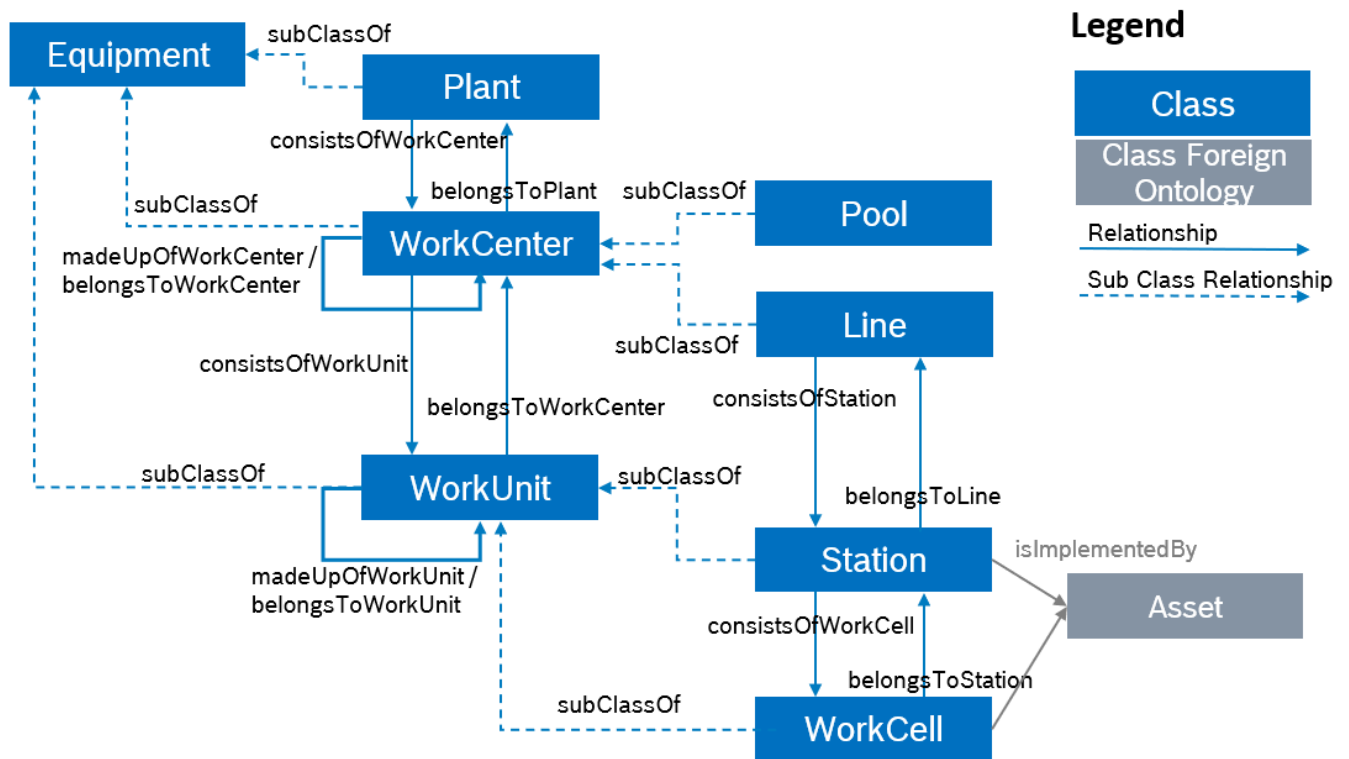 Equipment
subClassOf
Plant
consistsOfWorkCenter
belongsToPlant
subClassOf
subClassOf
Pool
WorkCenter
madeUpOfWorkCenter /
belongsToWorkCenter
Line
subClassOf
consistsOfWorkUnit
consistsOfStation
belongsToWorkCenter
subClassOf
WorkUnit
subClassOf
belongsToLine
madeUpOfWorkUnit /
belongsToWorkUnit
Station
isImplementedBy
Asset
consistsOfWorkCell
belongsToStation
subClassOf
WorkCell
Legend
Class
Class Foreign
Ontology
Relationship
Sub Class Relationship